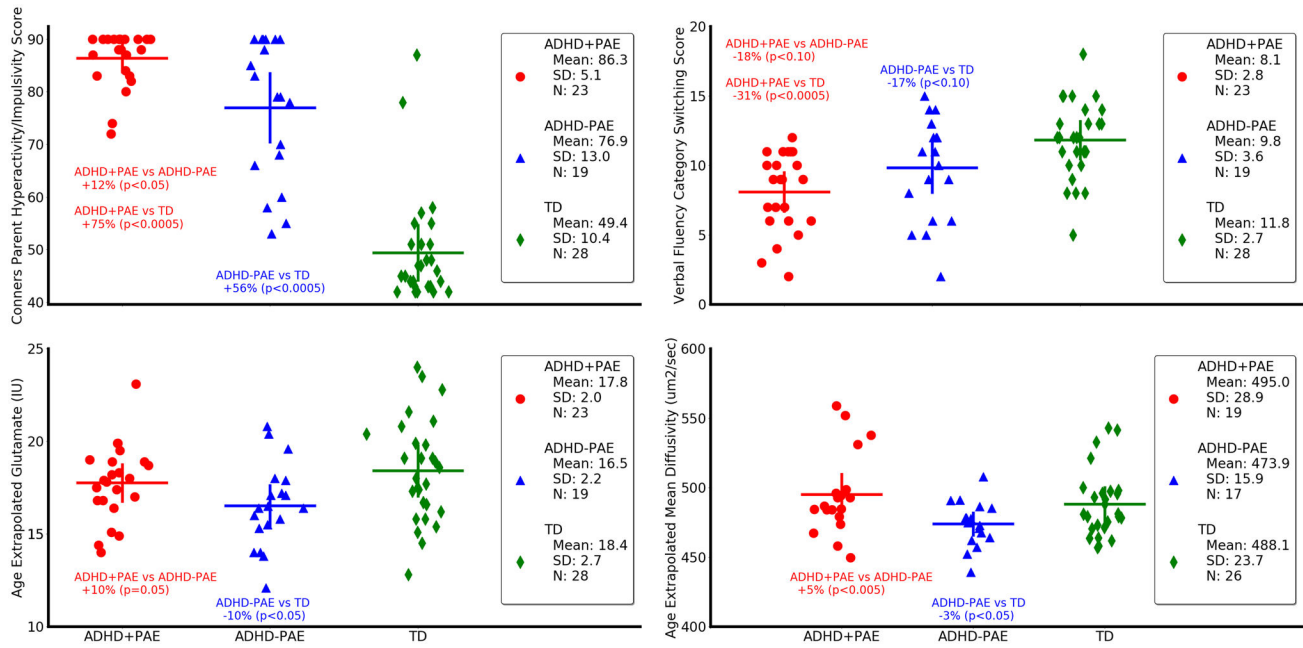 Conners Parent Hyperactivity/Impulsivity Score
90
80
70
60
50
40
ADHD+PAE vs ADHD-PAE
+12% (p<0.05)
ADHD+PAE vs TD
+75% (p<0.0005)
ADHD-PAE vs TD
+56% (p<0.0005)
ADHD+PAE
Mean: 86.3
SD: 5.1
N: 23
ADHD-PAE
Mean: 76.9
SD: 13.0
N: 19
TD
Mean: 49.4
SD: 10.4
N: 28
Verbal Fluency Category Switching Score
20
15
10
5
0
ADHD+PAE vs ADHD-PAE
-18% (p<0.10)
ADHD+PAE vs TD
-31% (p<0.0005)
ADHD-PAE vs TD
-17% (p<0.10)
ADHD+PAE
Mean: 8.1
SD: 2.8
N: 23
ADHD-PAE
Mean: 9.8
SD: 3.6
N: 19
TD
Mean: 11.8
SD: 2.7
N: 28
Age Extrapolated Glutamate (IU)
25
20
15
10
ADHD+PAE vs ADHD-PAE
+10% (p=0.05)
ADHD-PAE vs TD
-10% (p<0.05)
ADHD+PAE
Mean: 17.8
SD: 2.0
N: 23
ADHD-PAE
Mean: 16.5
SD: 2.2
N: 19
TD
Mean: 18.4
SD: 2.7
N: 28
ADHD+PAE
ADHD-PAE
TD
Age Extrapolated Mean Diffusivity (um2/sec)
600
550
500
450
400
ADHD+PAE vs ADHD-PAE
+5% (p<0.005)
ADHD-PAE vs TD
-3% (p<0.05)
ADHD+PAE
Mean: 495.0
SD: 28.9
N: 19
ADHD-PAE
Mean: 473.9
SD: 15.9
N: 17
TD
Mean: 488.1
SD: 23.7
N: 26
ADHD+PAE
ADHD-PAE
TD